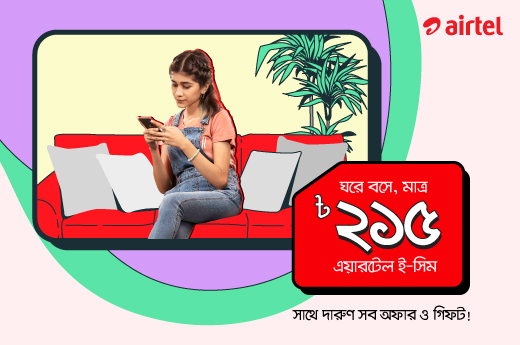 airtel
ঘরে বসে, মাত্র
৳২১৫
এয়ারটেল ই-সিম
সাথে দারুণ সব অফার ও গিফট!